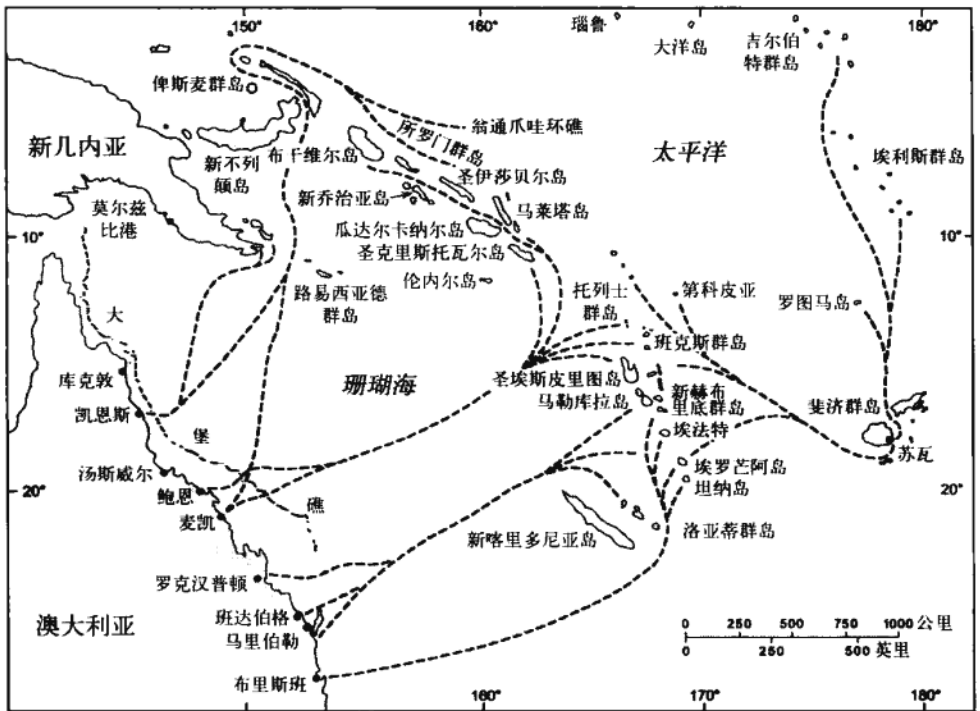 150°
160°
170°
180°
瑙鲁
大洋岛
吉尔伯
特群岛
俾斯麦群岛
翁通爪哇环礁
所罗门群岛
太平洋
埃利斯群岛
新几内亚
新不列
颠岛
布干维尔岛
圣伊莎贝尔岛
新乔治亚岛
马莱塔岛
莫尔兹
比港
瓜达尔卡纳尔岛
10°
10°
圣克里斯托瓦尔岛
伦内尔岛
路易西亚德
群岛
托列士
群岛
第科皮亚
罗图马岛
大
班克斯群岛
库克敦
珊瑚海
圣埃斯皮里图岛
新赫布
里底群岛
马勒库拉岛
斐济群岛
凯恩斯
堡
埃法特
苏瓦
汤斯威尔
埃罗芒阿岛
鲍恩
坦纳岛
20°
20°
麦凯
礁
新喀里多尼亚岛
洛亚蒂群岛
罗克汉普顿
澳大利亚
班达伯格
马里伯勒
0 250 500 750 1000 公里
0 250 500 英里
布里斯班
160°
170°
180°